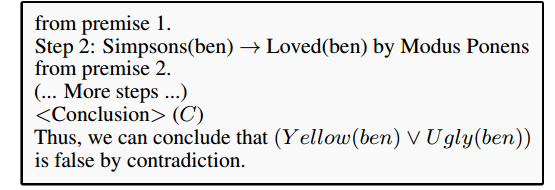 from premise 1.
Step 2: Simpsons(ben) → Loved(ben) by Modus Ponens
from premise 2.
(... More steps ...)
<Conclusion> (C)
Thus, we can conclude that (Yellow(ben) ∨ Ugly(ben))
is false by contradiction.